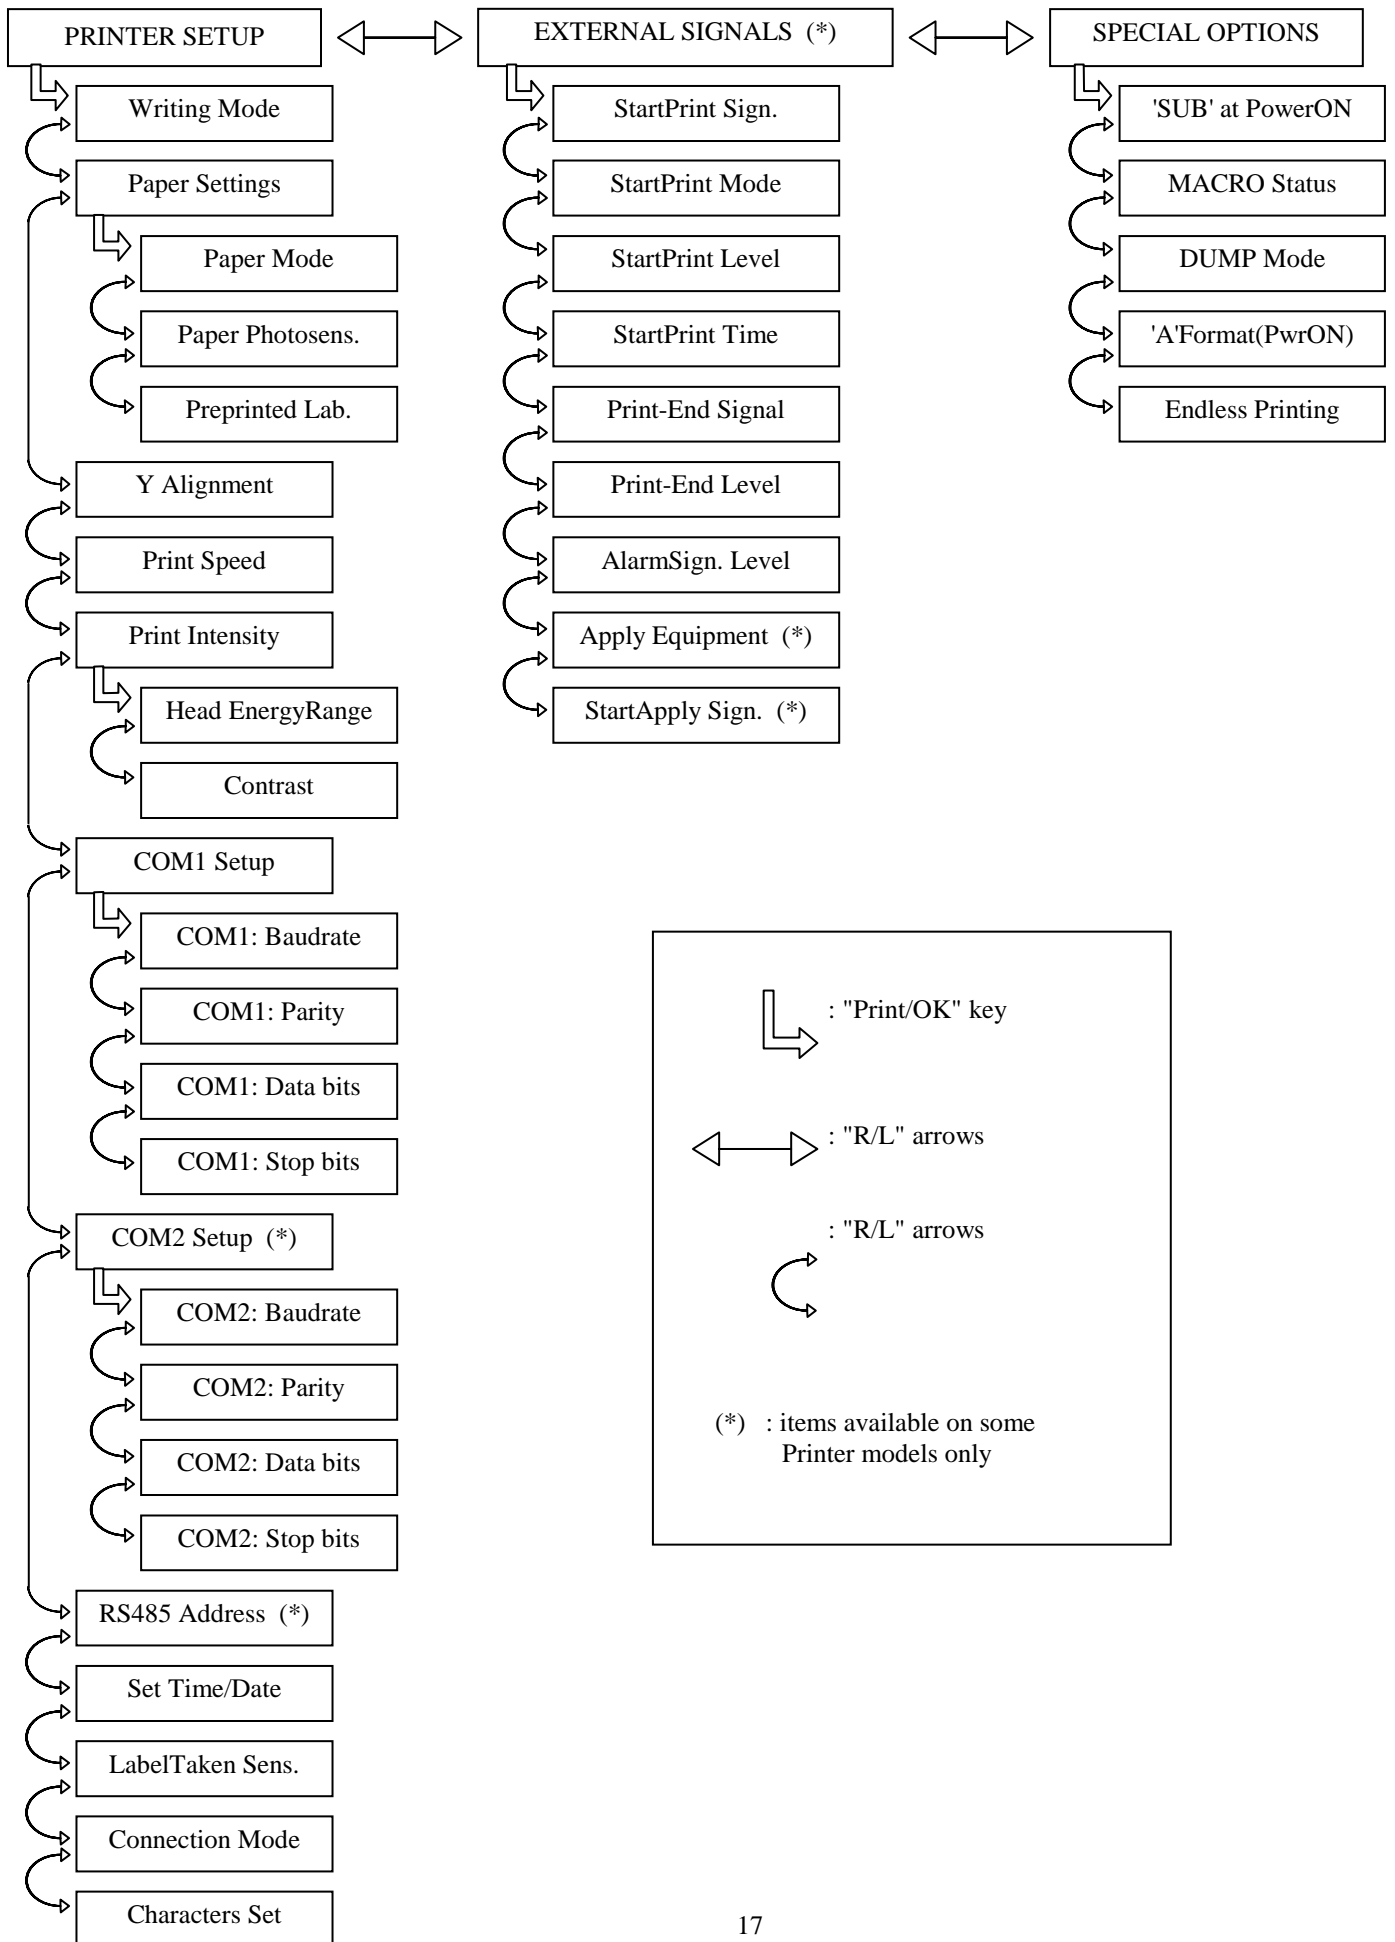 PRINTER SETUP
Writing Mode
Paper Settings
Paper Mode
Paper Photosens.
Preprinted Lab.
Y Alignment
Print Speed
Print Intensity
Head EnergyRange
Contrast
COM1 Setup
COM1: Baudrate
COM1: Parity
COM1: Data bits
COM1: Stop bits
COM2 Setup (*)
COM2: Baudrate
COM2: Parity
COM2: Data bits
COM2: Stop bits
RS485 Address (*)
Set Time/Date
LabelTaken Sens.
Connection Mode
Characters Set
EXTERNAL SIGNALS (*)
StartPrint Sign.
StartPrint Mode
StartPrint Level
StartPrint Time
Print-End Signal
Print-End Level
AlarmSign. Level
Apply Equipment (*)
StartApply Sign. (*)
SPECIAL OPTIONS
'SUB' at PowerON
MACRO Status
DUMP Mode
'A'Format(PwrON)
Endless Printing
: "Print/OK" key
: "R/L" arrows
: "R/L" arrows
(*) : items available on some
Printer models only
17